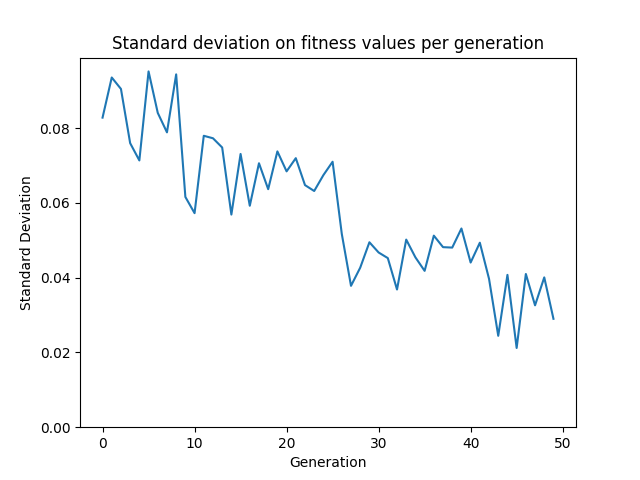 Standard deviation on fitness values per generation
Standard Deviation
0.08
0.06
0.04
0.02
0.00
0 10 20 30 40 50
Generation